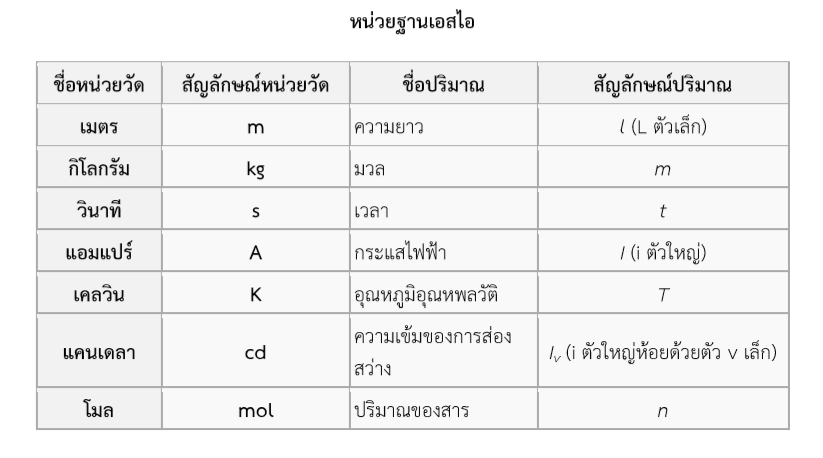 หน่วยฐานเอสไอ
ชื่อหน่วยวัด สัญลักษณ์หน่วยวัด ชื่อปริมาณ สัญลักษณ์ปริมาณ
เมตร m ความยาว l (L ตัวเล็ก)
กิโลกรัม kg มวล m
วินาที s เวลา t
แอมแปร์ A กระแสไฟฟ้า I (i ตัวใหญ่)
เคลวิน K อุณหภูมิอุณหพลวัติ T
แคนเดลา cd ความเข้มของการส่อง
สว่าง Iv (i ตัวใหญ่ห้อยด้วยตัว v เล็ก)
โมล mol ปริมาณของสาร n